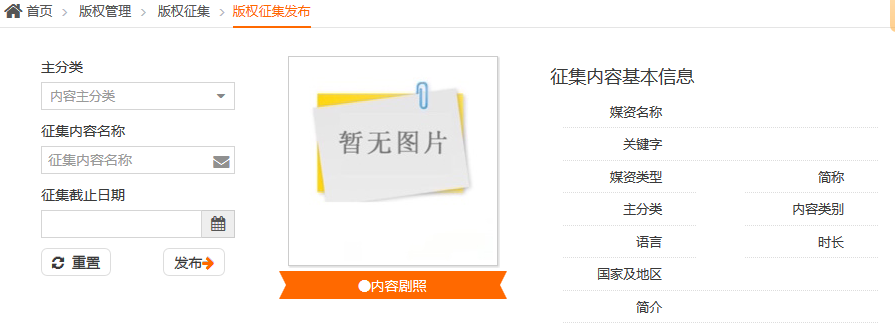 首页 > 版权管理 > 版权征集 > 版权征集发布
主分类
内容主分类
征集内容名称
征集内容名称
征集截止日期
重置 发布
暂无图片
内容剧照
征集内容基本信息
媒资名称
关键字
媒资类型 简称
主分类 内容类别
语言 时长
国家及地区
简介